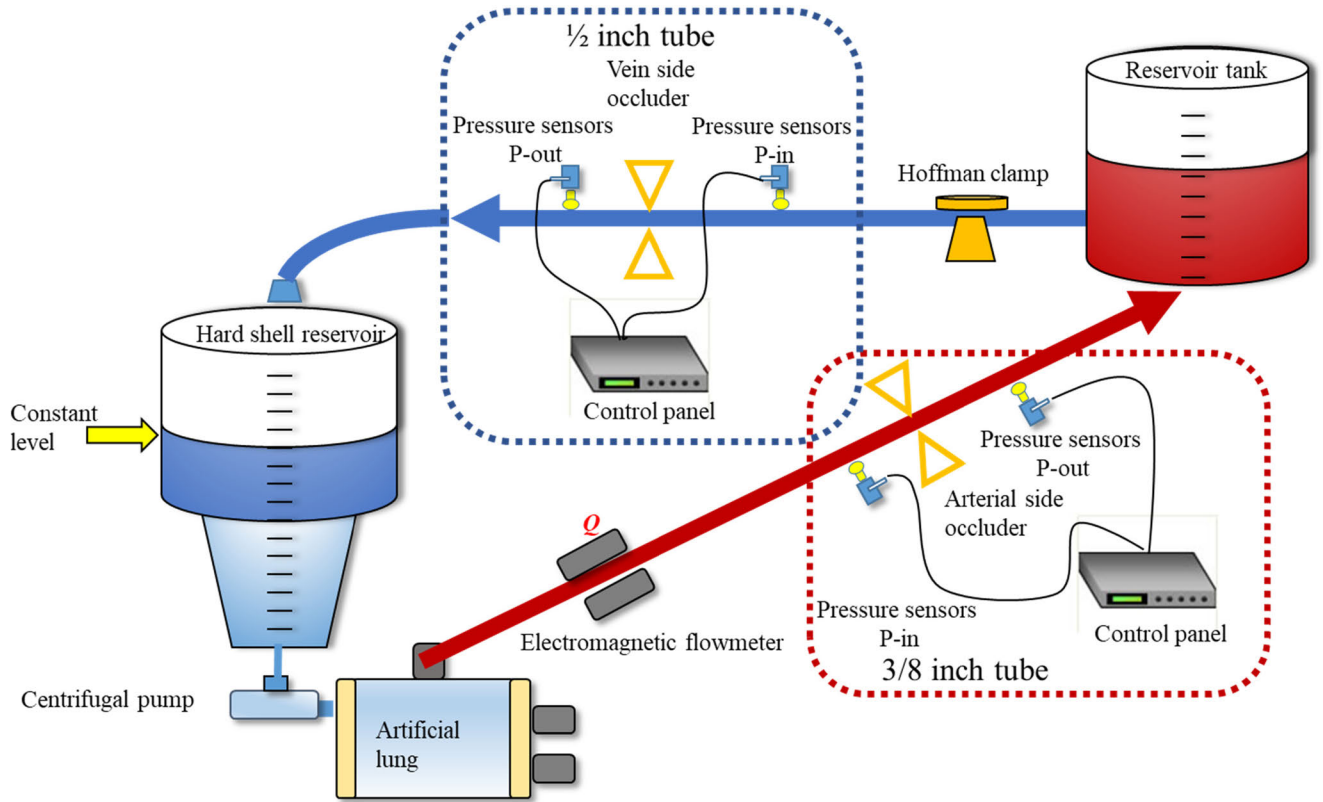 ½ inch tube
Vein side
occluder
Pressure sensors
P-out
Pressure sensors
P-in
Control panel
Hoffman clamp
Reservoir tank
Hard shell reservoir
Constant
level
Q
Electromagnetic flowmeter
Pressure sensors
P-out
Arterial side
occluder
Pressure sensors
P-in
Control panel
3/8 inch tube
Centrifugal pump
Artificial
lung